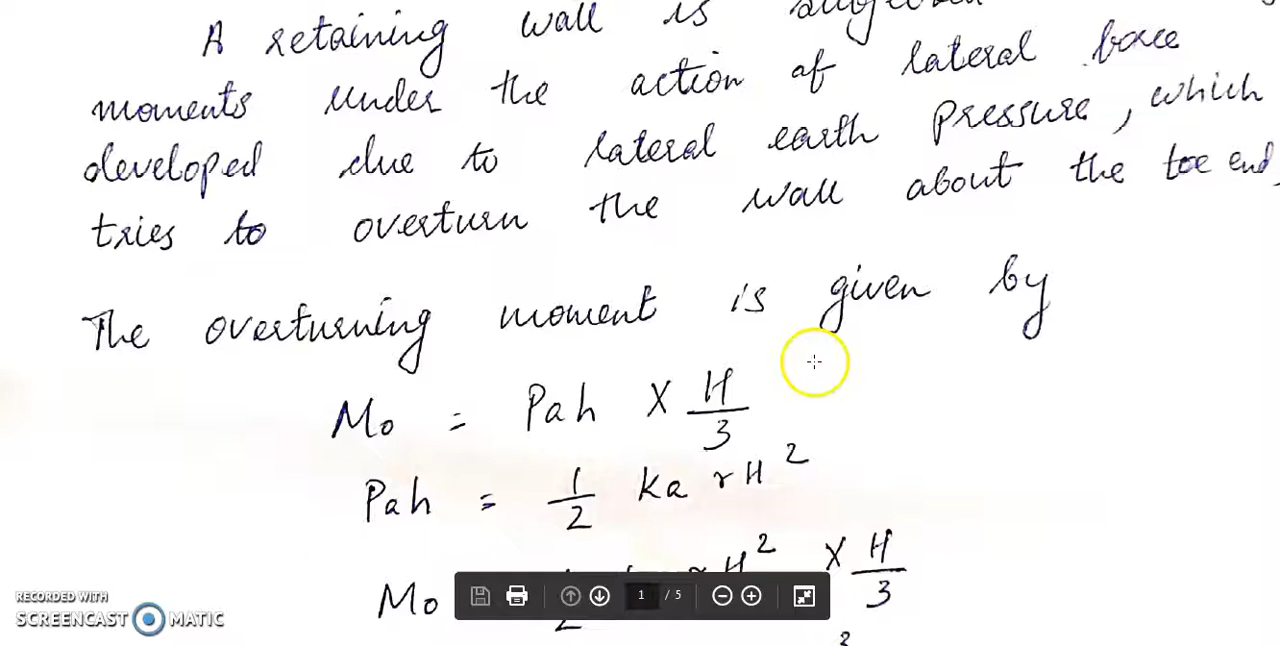 A retaining wall is
moments under the action of lateral force
developed due to lateral earth pressure, which
tries to overturn the wall about the toe end.
The overturning moment is given by
Mo = Pah X H/3
Pah = 1/2 ka γH²
Mo H² X H/3
1 / 5
RECORDED WITH
SCREENCAST MATIC